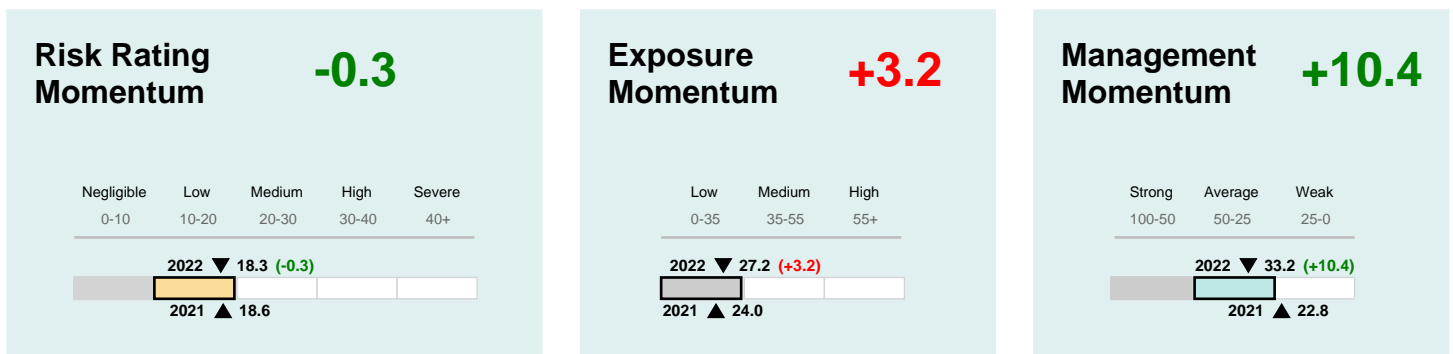 Risk Rating
Momentum
-0.3
Negligible Low Medium High Severe
0-10 10-20 20-30 30-40 40+
2022 ▼ 18.3 (-0.3)
2021 ▲ 18.6
Exposure
Momentum
+3.2
Low Medium High
0-35 35-55 55+
2022 ▼ 27.2 (+3.2)
2021 ▲ 24.0
Management
Momentum
+10.4
Strong Average Weak
100-50 50-25 25-0
2022 ▼ 33.2 (+10.4)
2021 ▲ 22.8